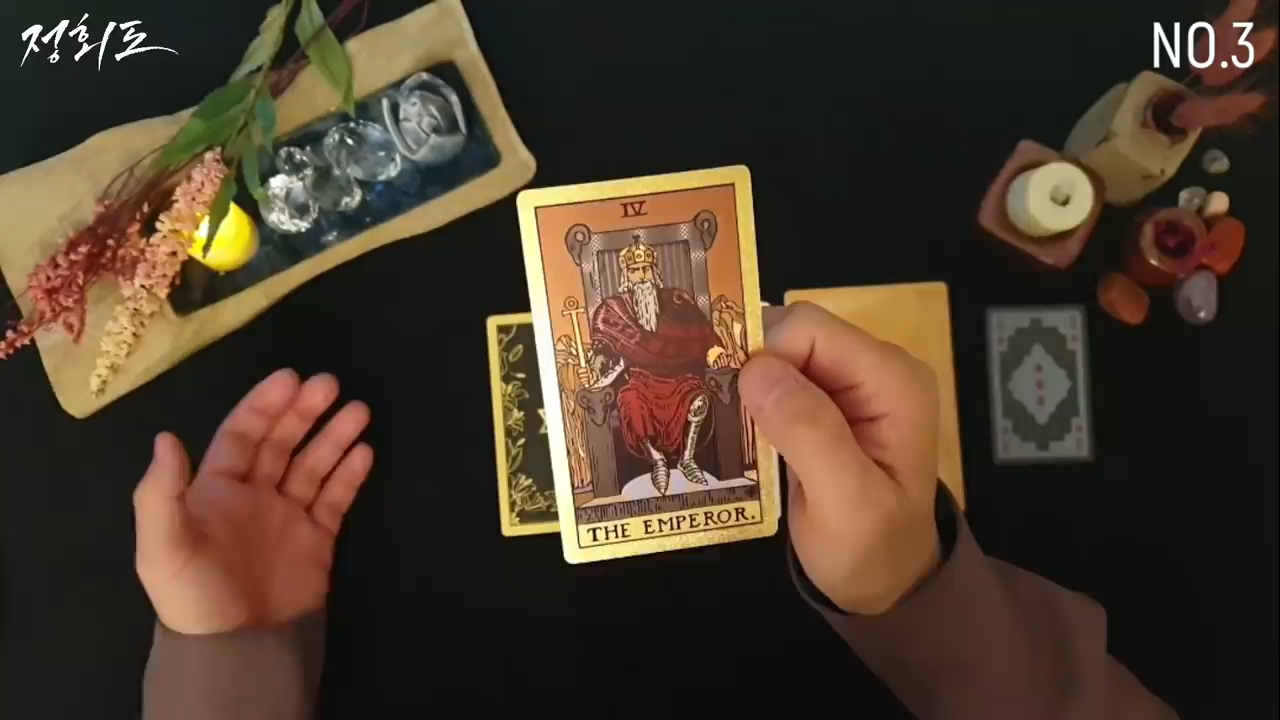 정회도
NO.3
IV
THE EMPEROR.